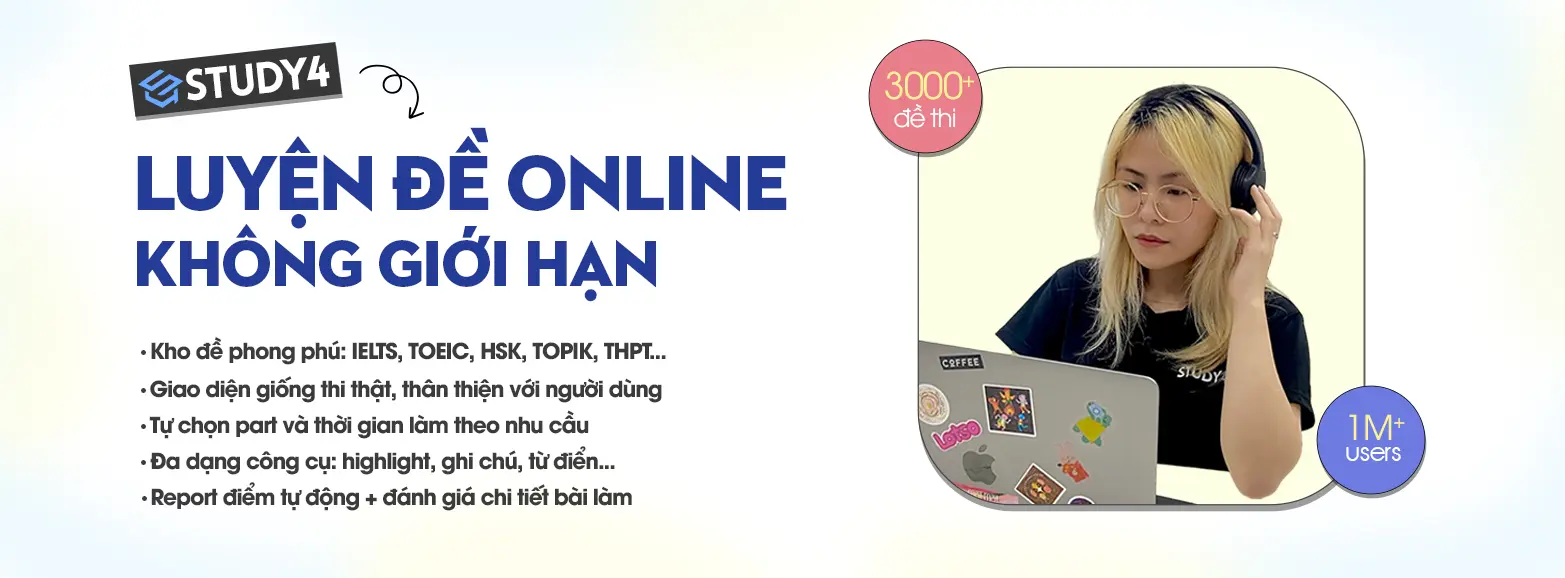 STUDY4
LUYỆN ĐỀ ONLINE
KHÔNG GIỚI HẠN
• Kho đề phong phú: IELTS, TOEIC, HSK, TOPIK, THPT...
• Giao diện giống thi thật, thân thiện với người dùng
• Tự chọn part và thời gian làm theo nhu cầu
• Đa dạng công cụ: highlight, ghi chú, từ điển...
• Report điểm tự động + đánh giá chi tiết bài làm
3000+
đề thi
COFFEE
STUDY4
Lotso
1M+
users